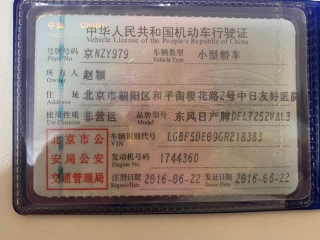 中华人民共和国机动车行驶证
Vehicle License of the People's Republic of China
号牌号码 京NZY979 车辆类型 小型轿车
Plate No. Vehicle Type
所有人 赵颖
Owner
住址 北京市朝阳区和平街樱花路2号中日友好医院
Address
使用性质 非营运 品牌型号 东风日产牌DFL7252VAL3
Use Character Model
北京市公 车辆识别代号 LGBF5DE09GR218383
VIN
安局公安 发动机号码 174436D
Engine No.
交通管理局 注册日期 2016-06-22 发证日期 2016-06-22
Register Date Issue Date